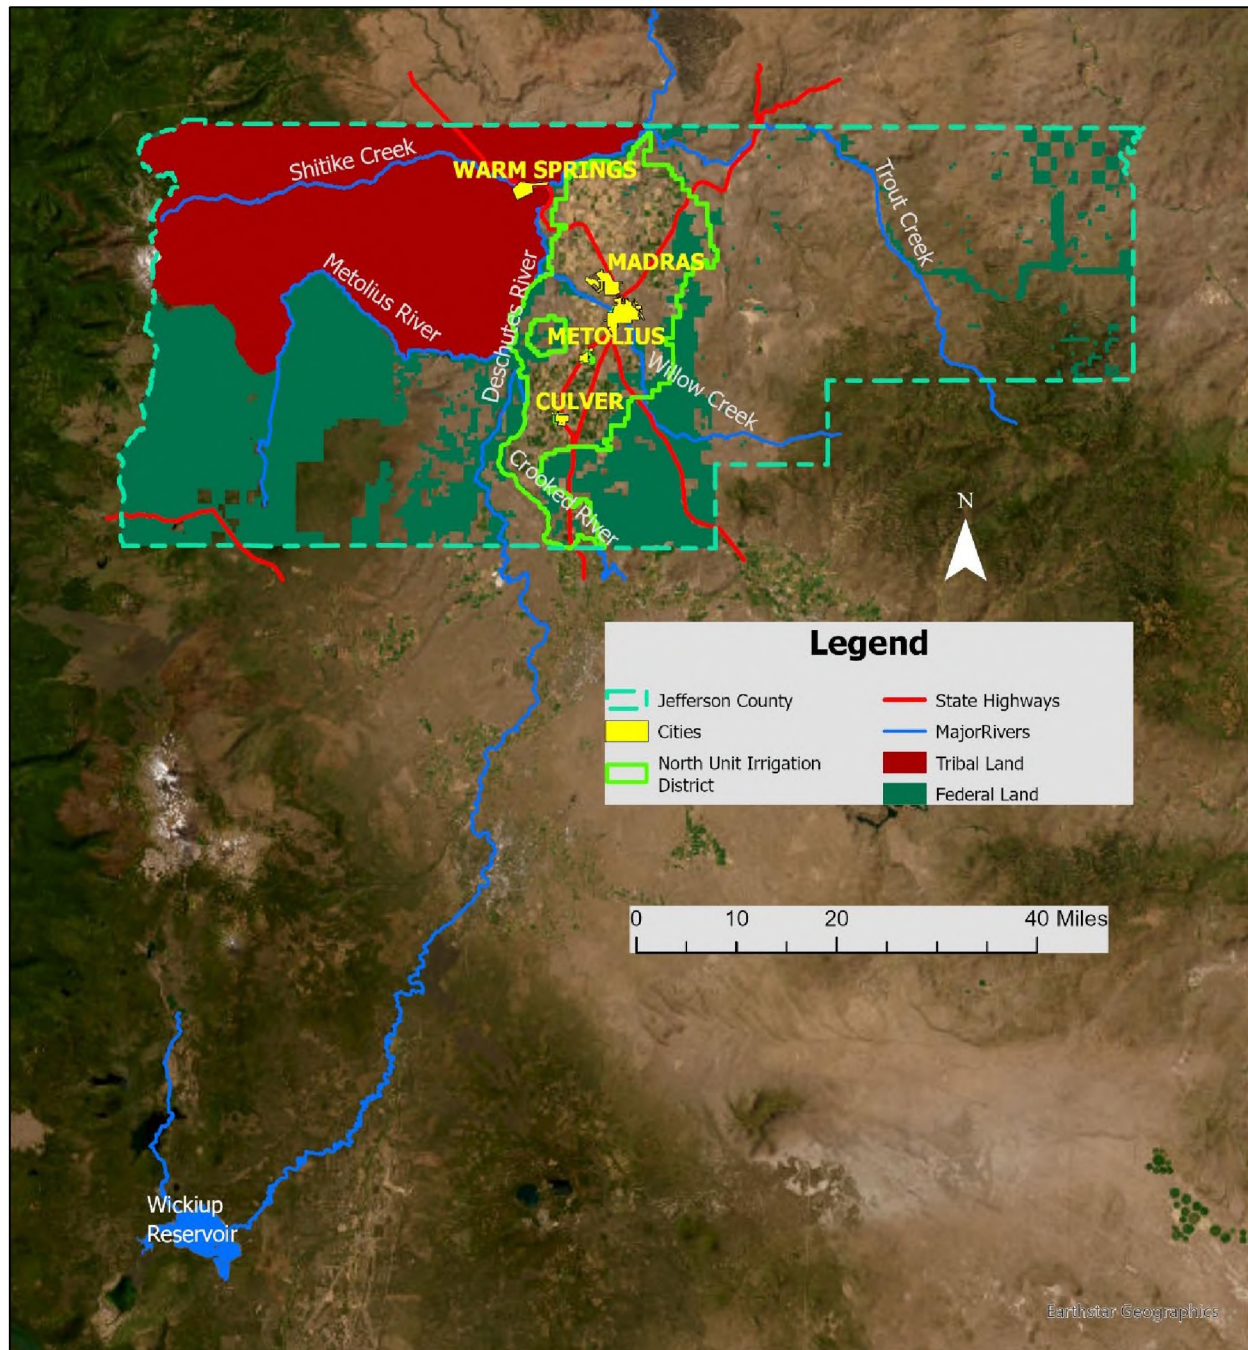 Shitike Creek
WARM SPRINGS
Trout Creek
Metolius River
MADRAS
Deschutes River
METOLIUS
Willow Creek
CULVER
Crooked River
N
Legend
Jefferson County
State Highways
Cities
MajorRivers
North Unit Irrigation
District
Tribal Land
Federal Land
0 10 20 40 Miles
Wickiup
Reservoir
Earthstar Geographics